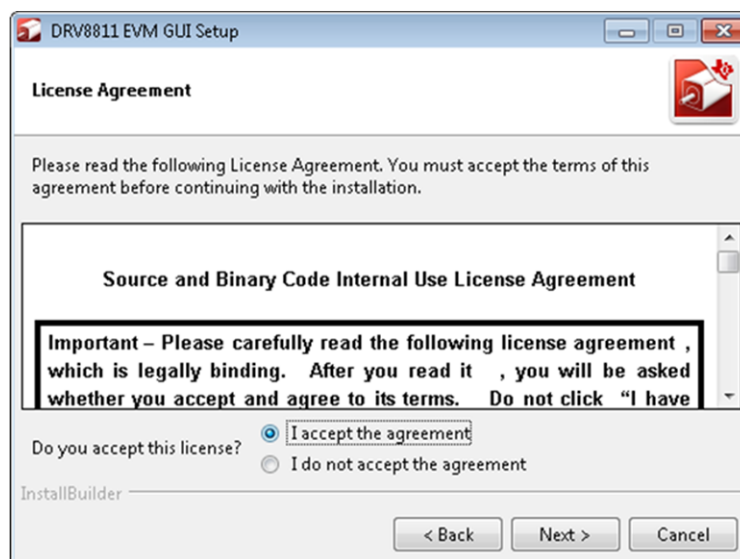 DRV8811 EVM GUI Setup
License Agreement
Please read the following License Agreement. You must accept the terms of this
agreement before continuing with the installation.
Source and Binary Code Internal Use License Agreement
Important – Please carefully read the following license agreement ,
which is legally binding. After you read it , you will be asked
whether you accept and agree to its terms. Do not click “I have
Do you accept this license?
I accept the agreement
I do not accept the agreement
InstallBuilder
< Back
Next >
Cancel